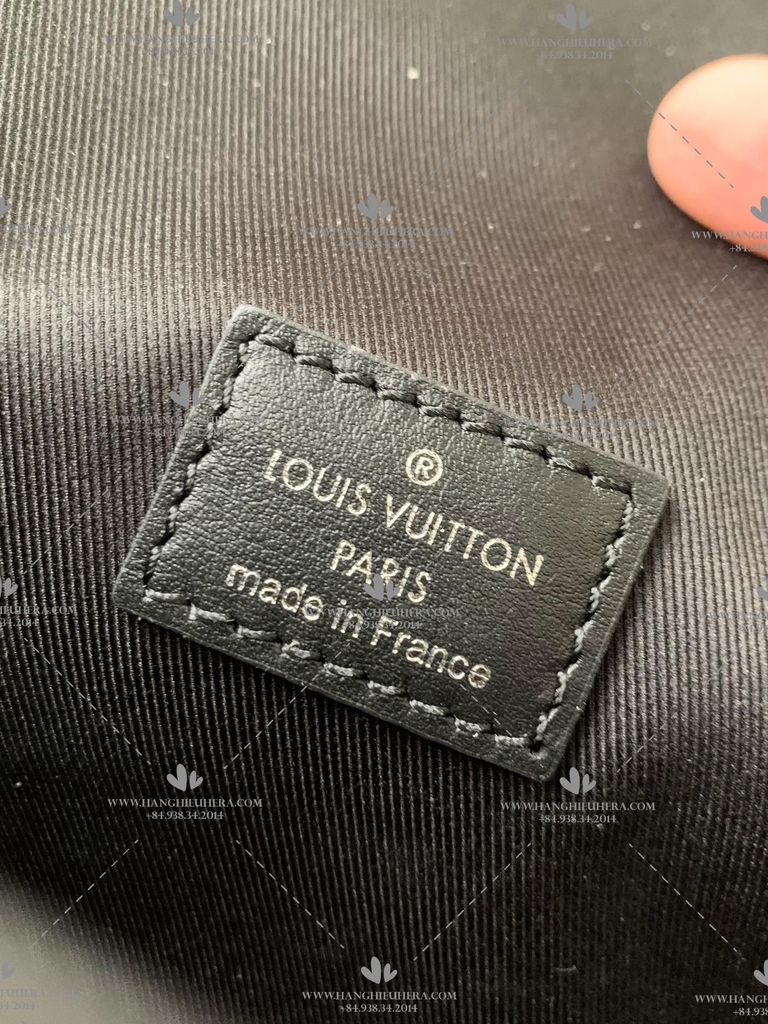 ®
LOUIS VUITTON
PARIS
made in France
WWW.HANGHIEUHERA.COM
+84.938.34.2014